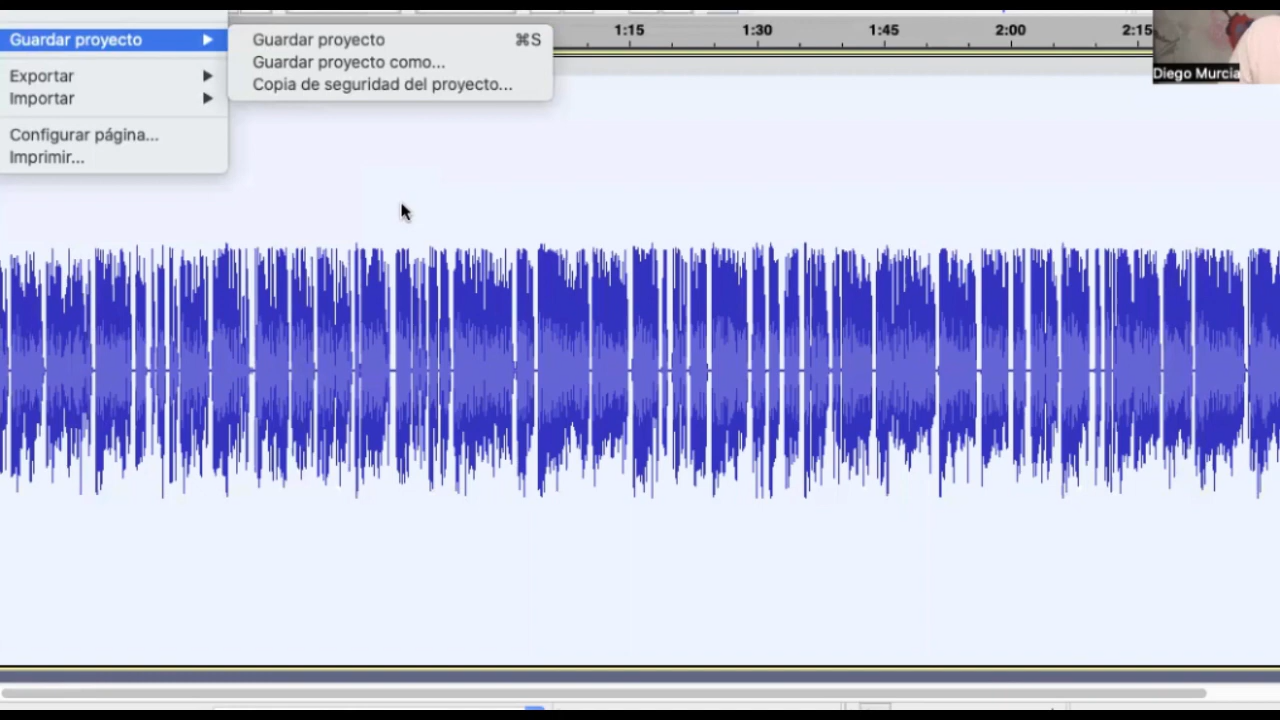 Guardar proyecto
Exportar
Importar
Configurar página...
Imprimir...
Guardar proyecto ⌘S
Guardar proyecto como...
Copia de seguridad del proyecto...
1:15 1:30 1:45 2:00 2:15
Diego Murcia